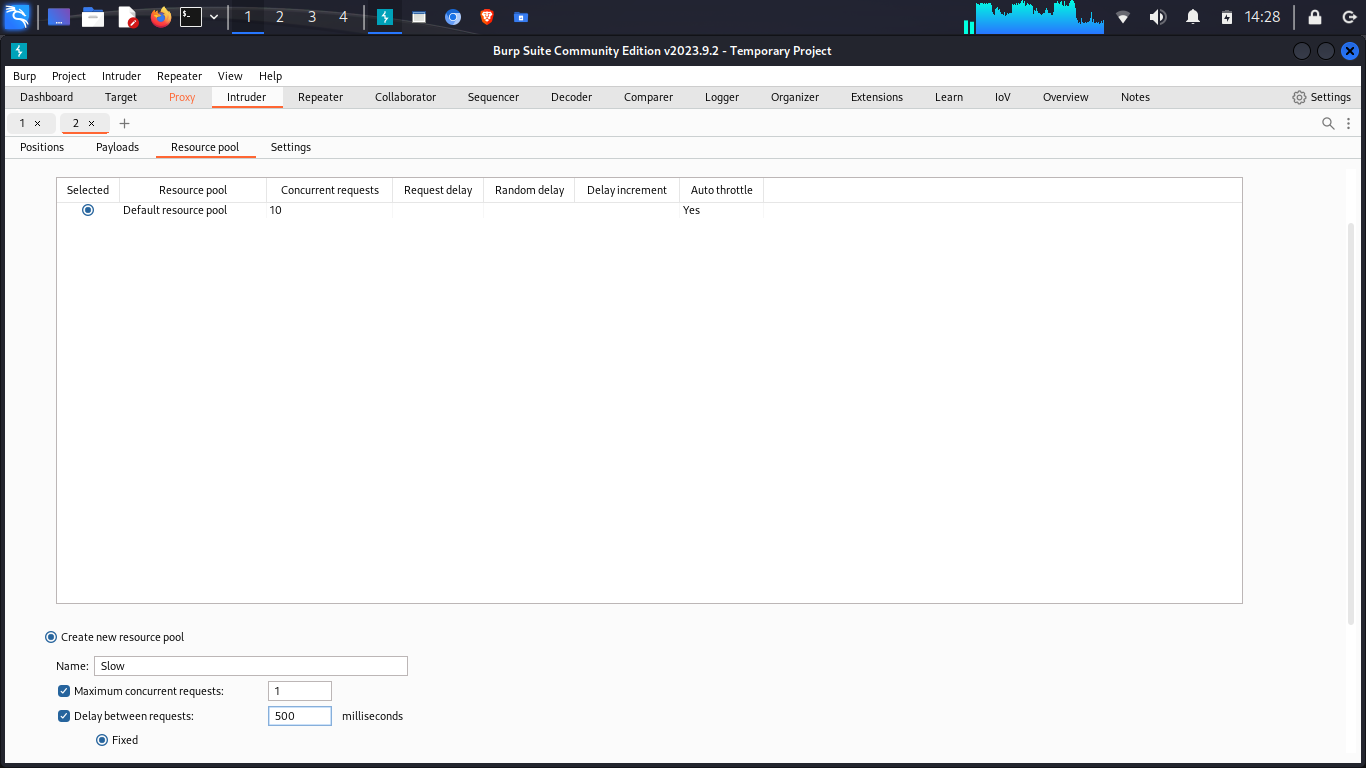 1 2 3 4 14:28
Burp Suite Community Edition v2023.9.2 - Temporary Project
Burp Project Intruder Repeater View Help
Dashboard Target Proxy Intruder Repeater Collaborator Sequencer Decoder Comparer Logger Organizer Extensions Learn IoV Overview Notes Settings
1 × 2 × +
Positions Payloads Resource pool Settings
Selected Resource pool Concurrent requests Request delay Random delay Delay increment Auto throttle
Default resource pool 10 Yes
Create new resource pool
Name: Slow
Maximum concurrent requests: 1
Delay between requests: 500 milliseconds
Fixed